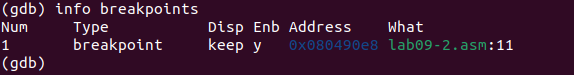 (gdb) info breakpoints
Num     Type           Disp Enb Address    What
1       breakpoint     keep y   0x080490e8 lab09-2.asm:11
(gdb)